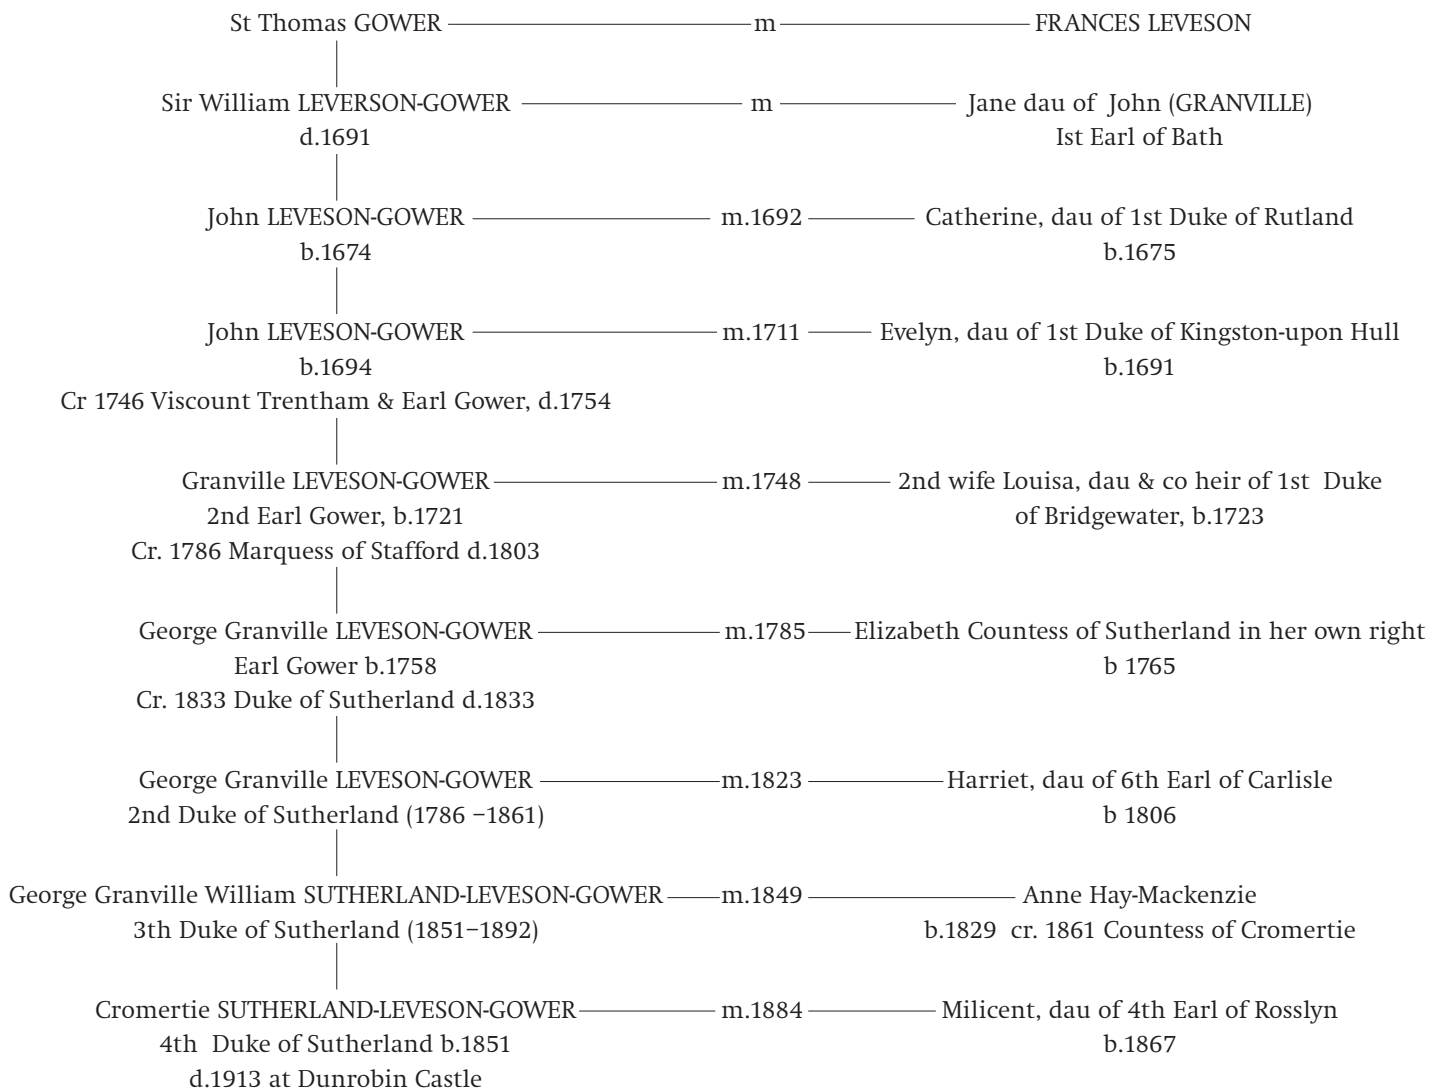 St Thomas GOWER m FRANCES LEVESON
Sir William LEVERSON-GOWER m Jane dau of John (GRANVILLE)
d.1691 Ist Earl of Bath
John LEVESON-GOWER m.1692 Catherine, dau of 1st Duke of Rutland
b.1674 b.1675
John LEVESON-GOWER m.1711 Evelyn, dau of 1st Duke of Kingston-upon Hull
b.1694 b.1691
Cr 1746 Viscount Trentham & Earl Gower, d.1754
Granville LEVESON-GOWER m.1748 2nd wife Louisa, dau & co heir of 1st Duke
2nd Earl Gower, b.1721 of Bridgewater, b.1723
Cr. 1786 Marquess of Stafford d.1803
George Granville LEVESON-GOWER m.1785 Elizabeth Countess of Sutherland in her own right
Earl Gower b.1758 b 1765
Cr. 1833 Duke of Sutherland d.1833
George Granville LEVESON-GOWER m.1823 Harriet, dau of 6th Earl of Carlisle
2nd Duke of Sutherland (1786 –1861) b 1806
George Granville William SUTHERLAND-LEVESON-GOWER m.1849 Anne Hay-Mackenzie
3th Duke of Sutherland (1851–1892) b.1829 cr. 1861 Countess of Cromertie
Cromertie SUTHERLAND-LEVESON-GOWER m.1884 Milicent, dau of 4th Earl of Rosslyn
4th Duke of Sutherland b.1851 b.1867
d.1913 at Dunrobin Castle